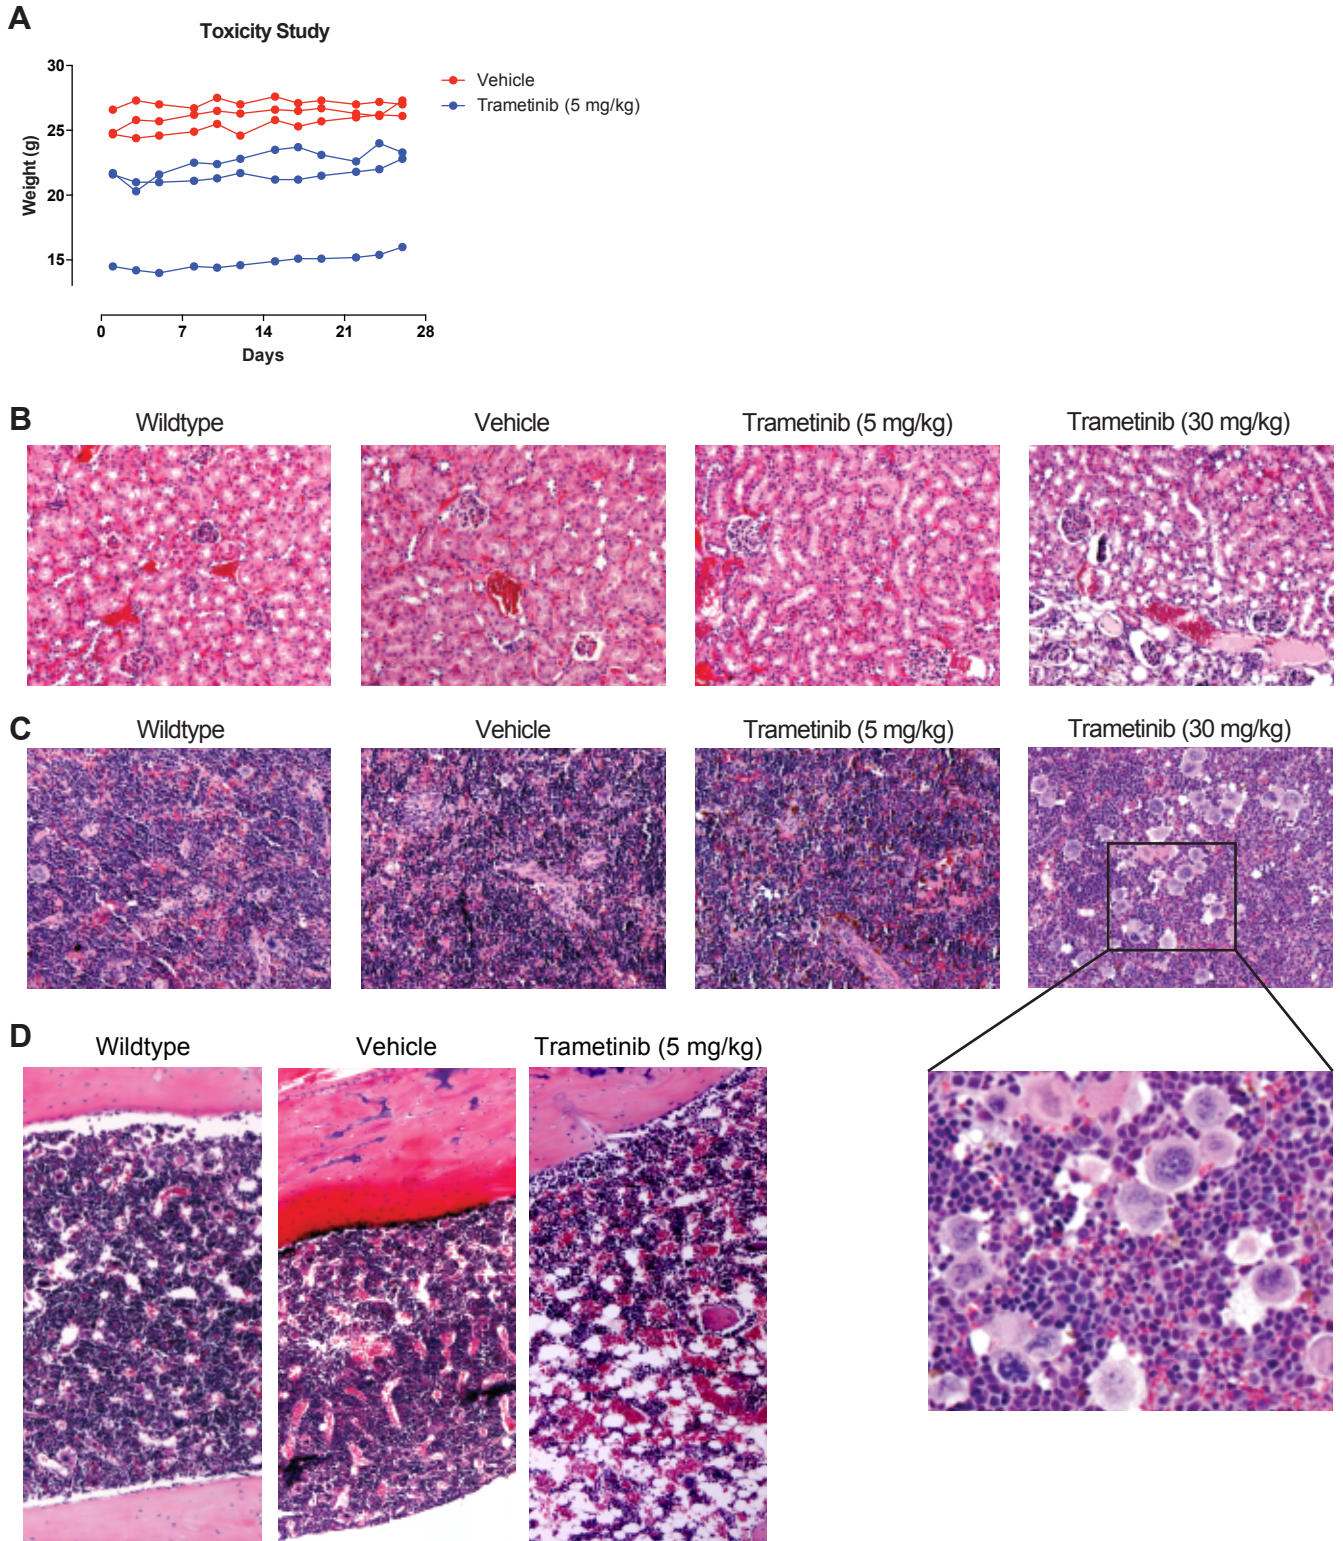 A
Toxicity Study
30
25
20
15
Weight (g)
0 7 14 21 28
Days
Vehicle
Trametinib (5 mg/kg)
B
Wildtype Vehicle Trametinib (5 mg/kg) Trametinib (30 mg/kg)
C
Wildtype Vehicle Trametinib (5 mg/kg) Trametinib (30 mg/kg)
D
Wildtype Vehicle Trametinib (5 mg/kg)